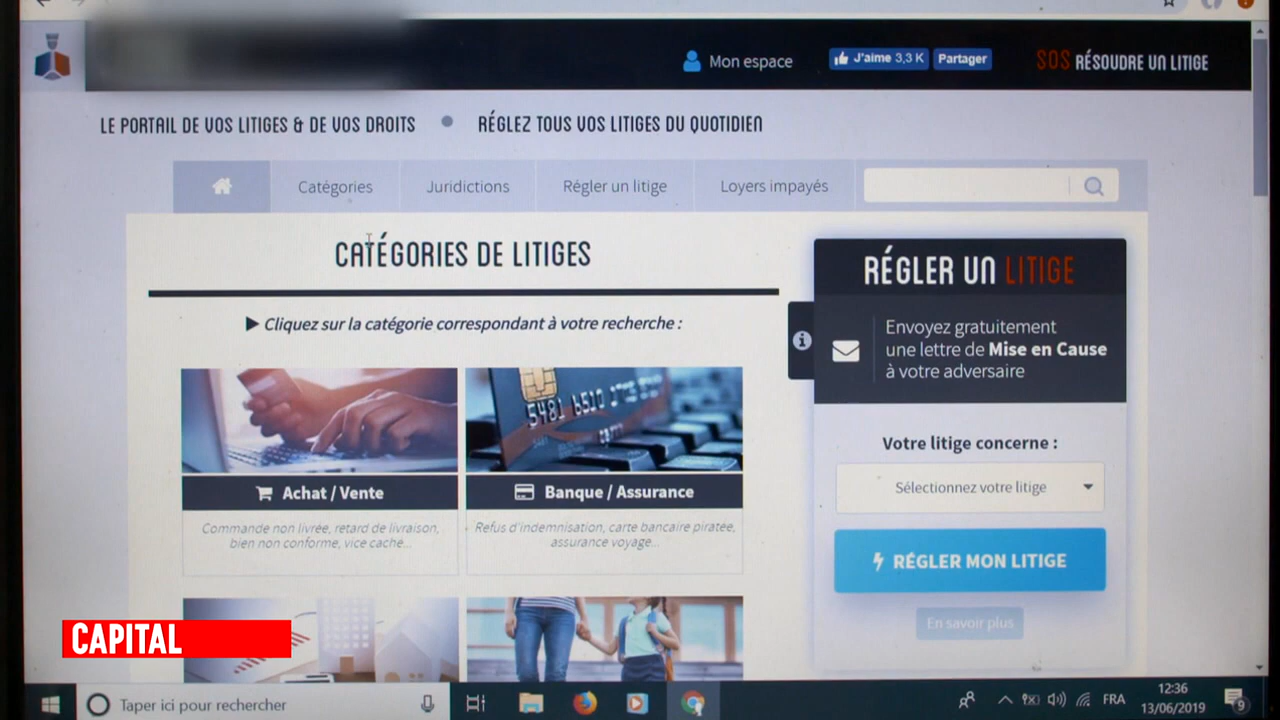 Mon espace
J'aime 3,3 K
Partager
SOS RÉSOUDRE UN LITIGE
LE PORTAIL DE VOS LITIGES & DE VOS DROITS
RÉGLEZ TOUS VOS LITIGES DU QUOTIDIEN
Catégories
Juridictions
Régler un litige
Loyers impayés
CATÉGORIES DE LITIGES
Cliquez sur la catégorie correspondant à votre recherche :
Achat / Vente
Commande non livrée, retard de livraison,
bien non conforme, vice caché...
5481
Banque / Assurance
Refus d'indemnisation, carte bancaire piratée,
assurance voyage...
RÉGLER UN LITIGE
Envoyez gratuitement
une lettre de Mise en Cause
à votre adversaire
Votre litige concerne :
Sélectionnez votre litige
RÉGLER MON LITIGE
En savoir plus
CAPITAL
Taper ici pour rechercher
FRA
12:36
13/06/2019
9